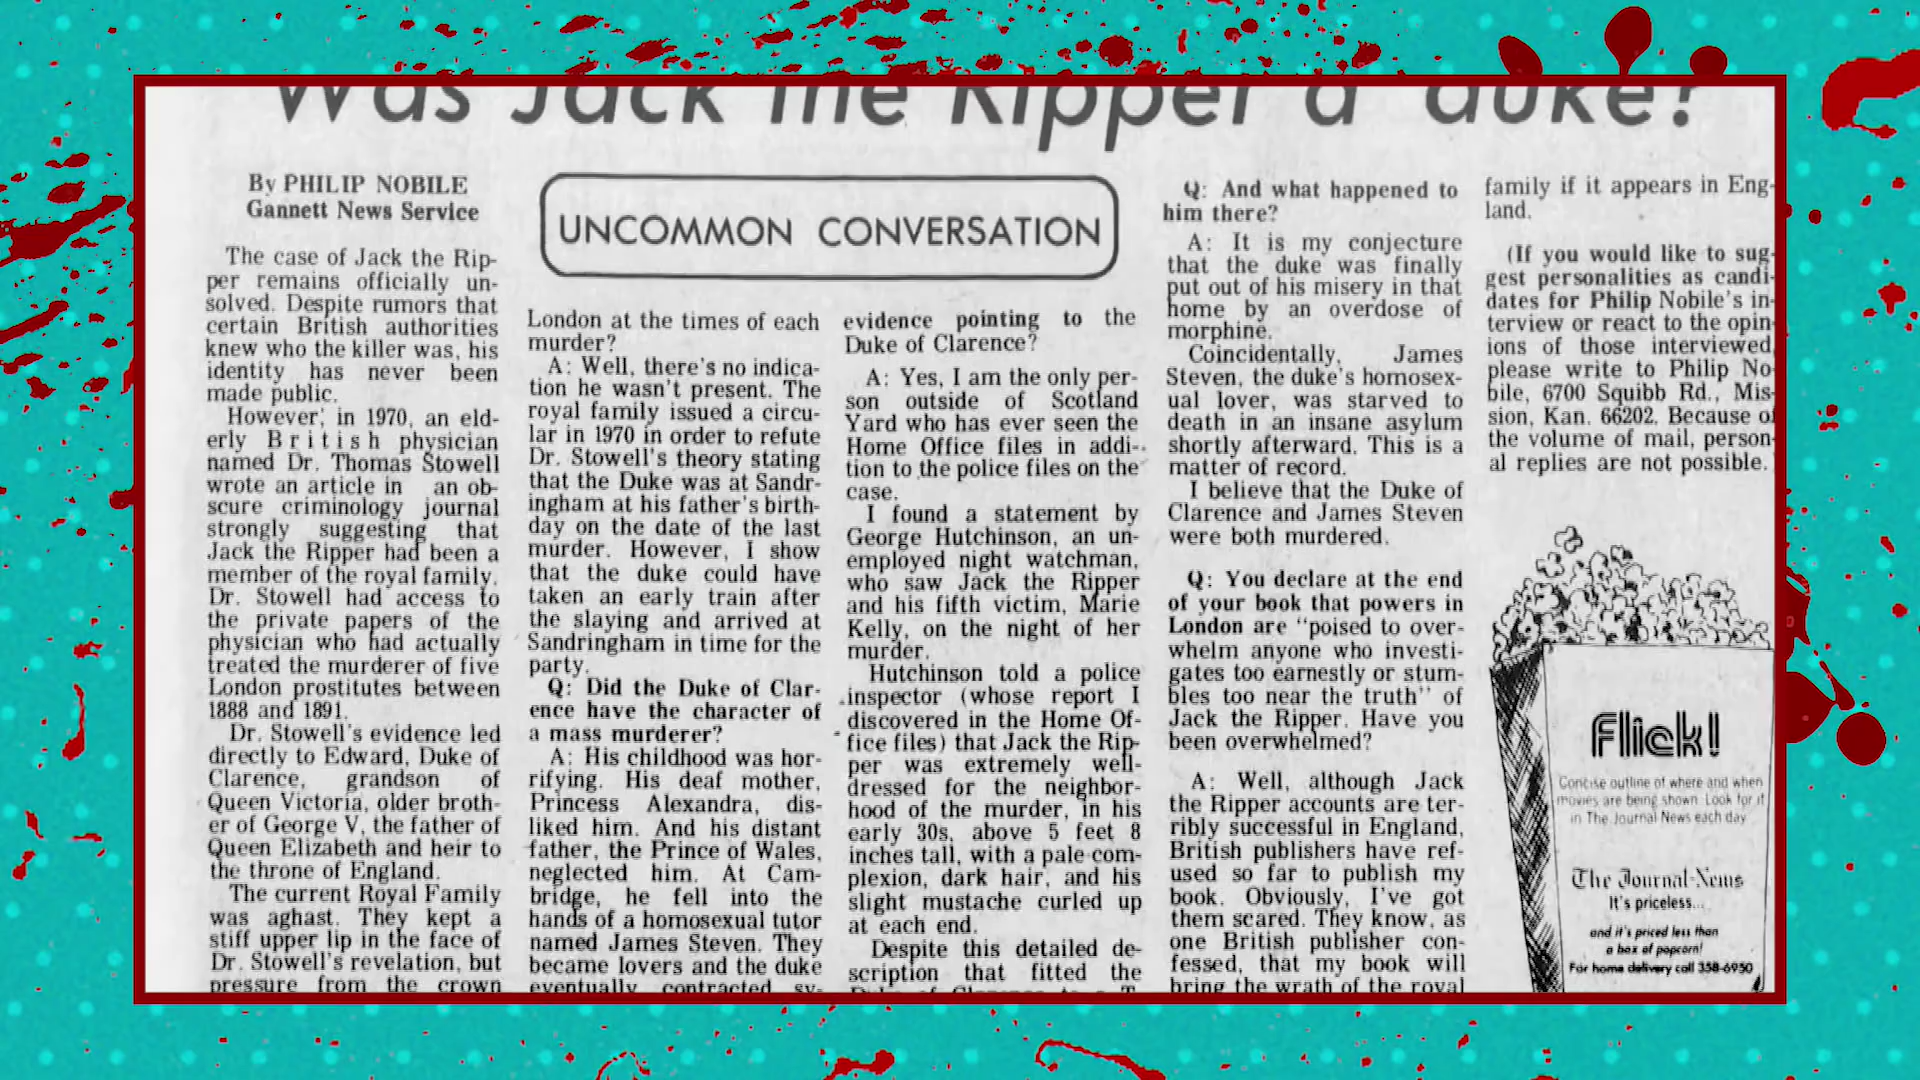 Was Jack the Ripper a duke?
By PHILIP NOBILE
Gannett News Service
The case of Jack the Rip-
per remains officially un-
solved. Despite rumors that
certain British authorities
knew who the killer was, his
identity has never been
made public.
However, in 1970, an eld-
erly British physician
named Dr. Thomas Stowell
wrote an article in an ob-
scure criminology journal
strongly suggesting that
Jack the Ripper had been a
member of the royal family.
Dr. Stowell had access to
the private papers of the
physician who had actually
treated the murderer of five
London prostitutes between
1888 and 1891.
Dr. Stowell's evidence led
directly to Edward, Duke of
Clarence, grandson of
Queen Victoria, older broth-
er of George V, the father of
Queen Elizabeth and heir to
the throne of England.
The current Royal Family
was aghast. They kept a
stiff upper lip in the face of
Dr. Stowell's revelation, but
pressure from the crown
UNCOMMON CONVERSATION
London at the times of each
murder?
A: Well, there's no indica-
tion he wasn't present. The
royal family issued a circu-
lar in 1970 in order to refute
Dr. Stowell's theory stating
that the Duke was at Sandr-
ingham at his father's birth-
day on the date of the last
murder. However, I show
that the duke could have
taken an early train after
the slaying and arrived at
Sandringham in time for the
party.
Q: Did the Duke of Clar-
ence have the character of
a mass murderer?
A: His childhood was hor-
rifying. His deaf mother,
Princess Alexandra, dis-
liked him. And his distant
father, the Prince of Wales,
neglected him. At Cam-
bridge, he fell into the
hands of a homosexual tutor
named James Steven. They
became lovers and the duke
eventually contracted sy-
evidence pointing to the
Duke of Clarence?
A: Yes, I am the only per-
son outside of Scotland
Yard who has ever seen the
Home Office files in addi-
tion to the police files on the
case.
I found a statement by
George Hutchinson, an un-
employed night watchman,
who saw Jack the Ripper
and his fifth victim, Marie
Kelly, on the night of her
murder.
Hutchinson told a police
inspector (whose report I
discovered in the Home Of-
fice files) that Jack the Rip-
per was extremely well-
dressed for the neighbor-
hood of the murder, in his
early 30s, above 5 feet 8
inches tall, with a pale com-
plexion, dark hair, and his
slight mustache curled up
at each end.
Despite this detailed de-
scription that fitted the
Q: And what happened to
him there?
A: It is my conjecture
that the duke was finally
put out of his misery in that
home by an overdose of
morphine.
Coincidentally, James
Steven, the duke's homosex-
ual lover, was starved to
death in an insane asylum
shortly afterward. This is a
matter of record.
I believe that the Duke of
Clarence and James Steven
were both murdered.
Q: You declare at the end
of your book that powers in
London are "poised to over-
whelm anyone who investi-
gates too earnestly or stum-
bles too near the truth" of
Jack the Ripper. Have you
been overwhelmed?
A: Well, although Jack
the Ripper accounts are ter-
ribly successful in England,
British publishers have ref-
used so far to publish my
book. Obviously, I've got
them scared. They know, as
one British publisher con-
fessed, that my book will
bring the wrath of the royal
family if it appears in Eng-
land.
(If you would like to sug-
gest personalities as candi-
dates for Philip Nobile's in-
terview or react to the opin-
ions of those interviewed,
please write to Philip No-
bile, 6700 Squibb Rd., Mis-
sion, Kan. 66202. Because of
the volume of mail, person-
al replies are not possible.
Flick!
Concise outline of where and when
movies are being shown. Look for it
in The Journal News each day
The Journal-News
It's priceless...
and it's priced less than
a box of popcorn!
For home delivery call 358-6950